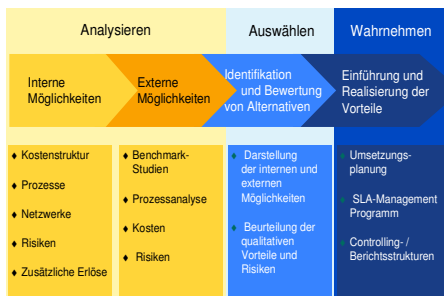 Analysieren
Auswählen
Wahrnehmen
Interne
Möglichkeiten
Externe
Möglichkeiten
Identifikation
und Bewertung
von Alternativen
Einführung und
Realisierung der
Vorteile
♦ Kostenstruktur
♦ Prozesse
♦ Netzwerke
♦ Risiken
♦ Zusätzliche Erlöse
♦ Benchmark-
Studien
♦ Prozessanalyse
♦ Kosten
♦ Risiken
♦ Darstellung
der internen und
externen
Möglichkeiten
♦ Beurteilung der
qualitativen
Vorteile und
Risiken
♦ Umsetzungs-
planung
♦ SLA-Management
Programm
♦ Controlling- /
Berichtsstrukturen